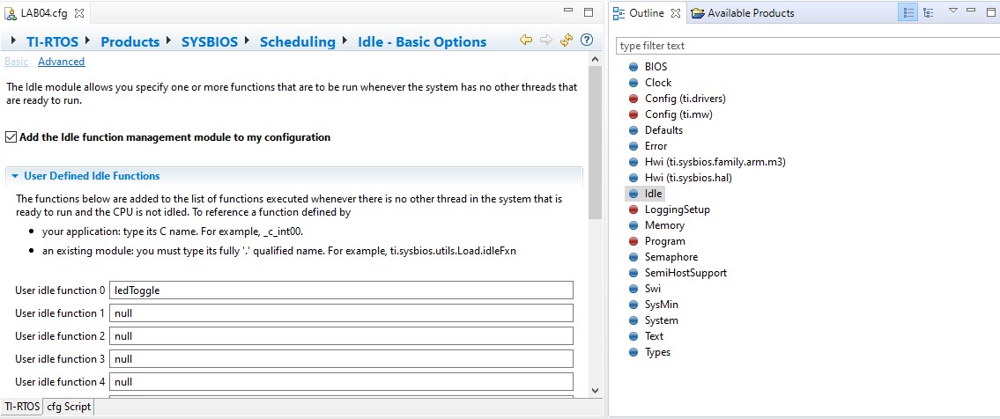 LAB04.cfg
TI-RTOS Products SYSBIOS Scheduling Idle - Basic Options
Basic Advanced
The Idle module allows you specify one or more functions that are to be run whenever the system has no other threads that
are ready to run.
Add the Idle function management module to my configuration
User Defined Idle Functions
The functions below are added to the list of functions executed whenever there is no other thread in the system that is
ready to run and the CPU is not idled. To reference a function defined by
your application: type its C name. For example, _c_int00.
an existing module: you must type its fully '.' qualified name. For example, ti.sysbios.utils.Load.idleFxn
User idle function 0 ledToggle
User idle function 1 null
User idle function 2 null
User idle function 3 null
User idle function 4 null
TI-RTOS cfg Script
Outline Available Products
type filter text
BIOS
Clock
Config (ti.drivers)
Config (ti.mw)
Defaults
Error
Hwi (ti.sysbios.family.arm.m3)
Hwi (ti.sysbios.hal)
Idle
LoggingSetup
Memory
Program
Semaphore
SemiHostSupport
Swi
SysMin
System
Text
Types